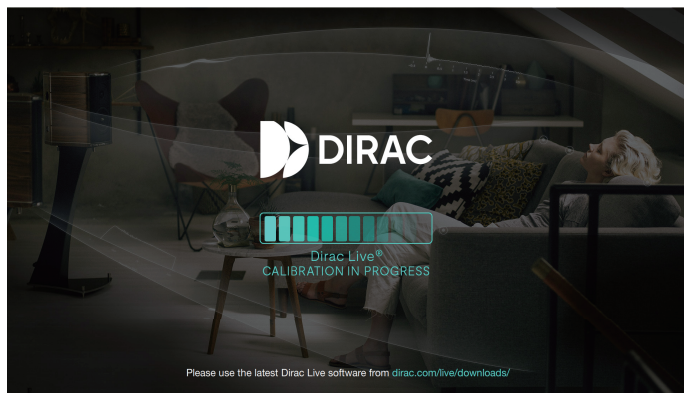 DIRAC
Dirac Live®
CALIBRATION IN PROGRESS
Please use the latest Dirac Live software from dirac.com/live/downloads/